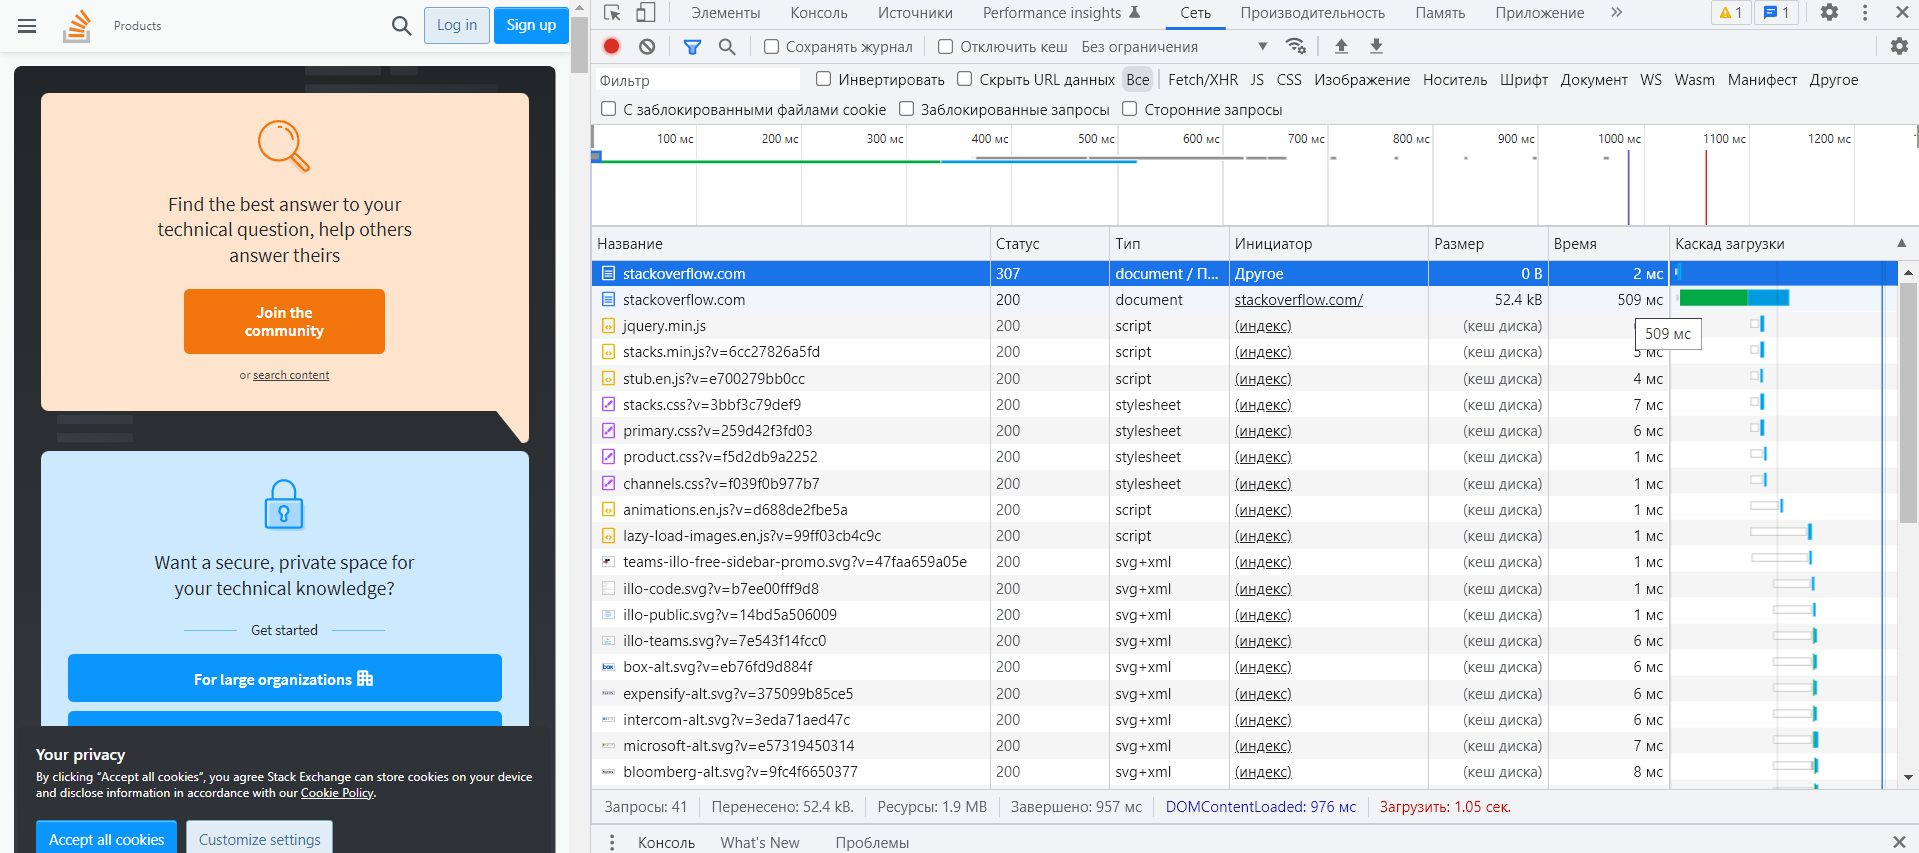 Products
Log in
Sign up
Find the best answer to your
technical question, help others
answer theirs
Join the
community
or search content
Want a secure, private space for
your technical knowledge?
Get started
For large organizations
Your privacy
By clicking “Accept all cookies”, you agree Stack Exchange can store cookies on your device
and disclose information in accordance with our Cookie Policy.
Accept all cookies
Customize settings
Элементы Консоль Источники Performance insights Сеть Производительность Память Приложение » 1 1
Сохранять журнал Отключить кеш Без ограничения
Фильтр Инвертировать Скрыть URL данных Все Fetch/XHR JS CSS Изображение Носитель Шрифт Документ WS Wasm Манифест Другое
С заблокированными файлами cookie Заблокированные запросы Сторонние запросы
100 мс 200 мс 300 мс 400 мс 500 мс 600 мс 700 мс 800 мс 900 мс 1000 мс 1100 мс 1200 мс
Название Статус Тип Инициатор Размер Время Каскад загрузки
stackoverflow.com 307 document / П... Другое 0 B 2 мс
stackoverflow.com 200 document stackoverflow.com/ 52.4 kB 509 мс
jquery.min.js 200 script (индекс) (кеш диска)
509 мс
stacks.min.js?v=6cc27826a5fd 200 script (индекс) (кеш диска) 5 мс
stub.en.js?v=e700279bb0cc 200 script (индекс) (кеш диска) 4 мс
stacks.css?v=3bbf3c79def9 200 stylesheet (индекс) (кеш диска) 7 мс
primary.css?v=259d42f3fd03 200 stylesheet (индекс) (кеш диска) 6 мс
product.css?v=f5d2db9a2252 200 stylesheet (индекс) (кеш диска) 1 мс
channels.css?v=f039f0b977b7 200 stylesheet (индекс) (кеш диска) 1 мс
animations.en.js?v=d688de2fbe5a 200 script (индекс) (кеш диска) 1 мс
lazy-load-images.en.js?v=99ff03cb4c9c 200 script (индекс) (кеш диска) 1 мс
teams-illo-free-sidebar-promo.svg?v=47faa659a05e 200 svg+xml (индекс) (кеш диска) 1 мс
illo-code.svg?v=b7ee00fff9d8 200 svg+xml (индекс) (кеш диска) 1 мс
illo-public.svg?v=14bd5a506009 200 svg+xml (индекс) (кеш диска) 1 мс
illo-teams.svg?v=7e543f14fcc0 200 svg+xml (индекс) (кеш диска) 6 мс
box-alt.svg?v=eb76fd9d884f 200 svg+xml (индекс) (кеш диска) 6 мс
expensify-alt.svg?v=375099b85ce5 200 svg+xml (индекс) (кеш диска) 6 мс
intercom-alt.svg?v=3eda71aed47c 200 svg+xml (индекс) (кеш диска) 6 мс
microsoft-alt.svg?v=e57319450314 200 svg+xml (индекс) (кеш диска) 7 мс
bloomberg-alt.svg?v=9fc4f6650377 200 svg+xml (индекс) (кеш диска) 8 мс
Запросы: 41 Перенесено: 52.4 kB. Ресурсы: 1.9 MB Завершено: 957 мс DOMContentLoaded: 976 мс Загрузить: 1.05 сек.
Консоль What's New Проблемы